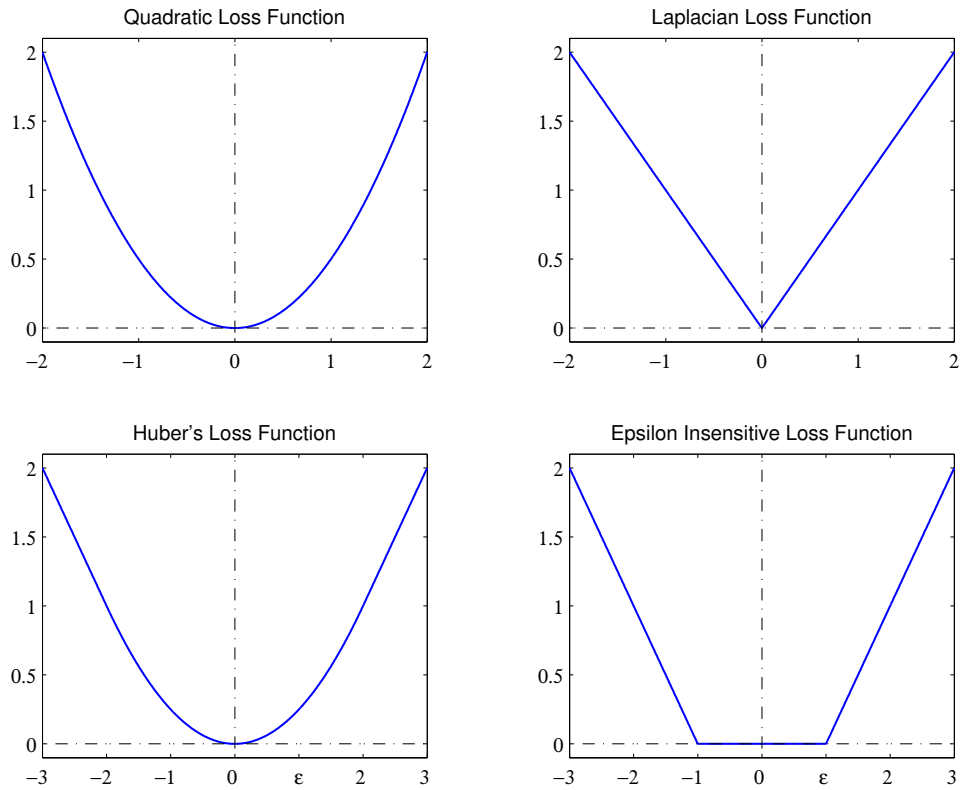 Quadratic Loss Function
2
1.5
1
0.5
0
−2 −1 0 1 2
Laplacian Loss Function
2
1.5
1
0.5
0
−2 −1 0 1 2
Huber's Loss Function
2
1.5
1
0.5
0
−3 −2 −1 0 ε 2 3
Epsilon Insensitive Loss Function
2
1.5
1
0.5
0
−3 −2 −1 0 ε 2 3